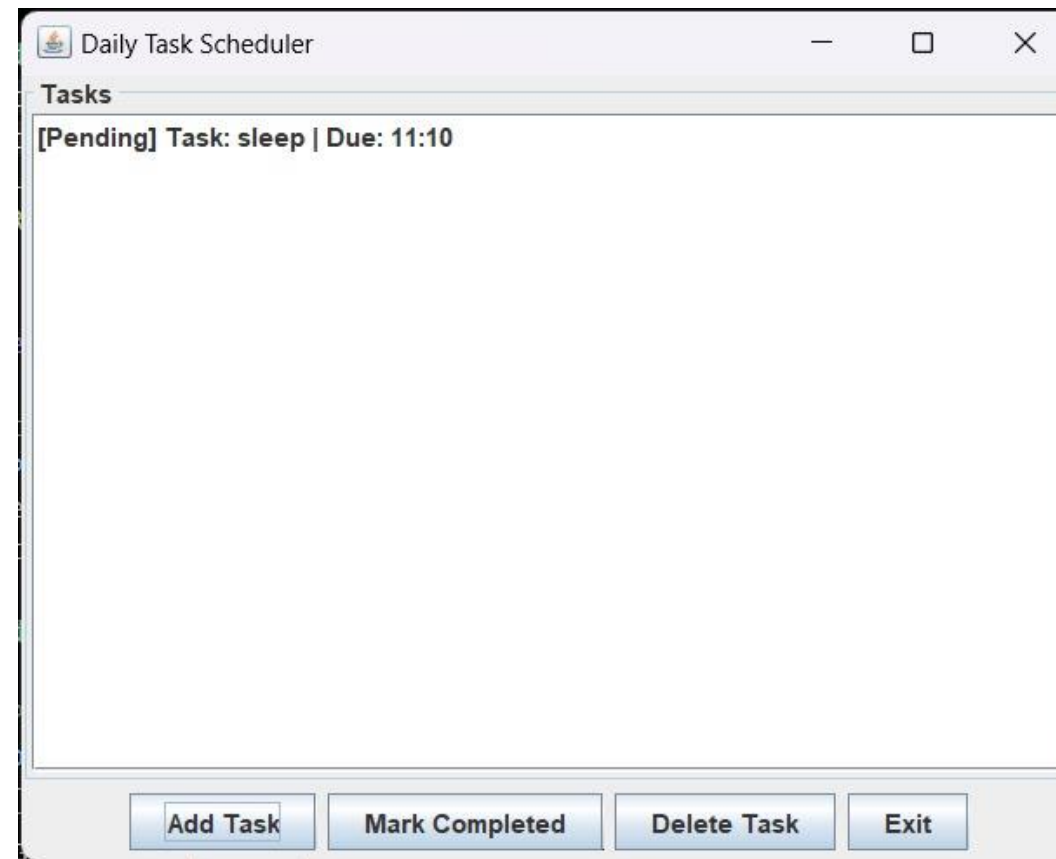 Daily Task Scheduler
Tasks
[Pending] Task: sleep | Due: 11:10
Add Task Mark Completed Delete Task Exit